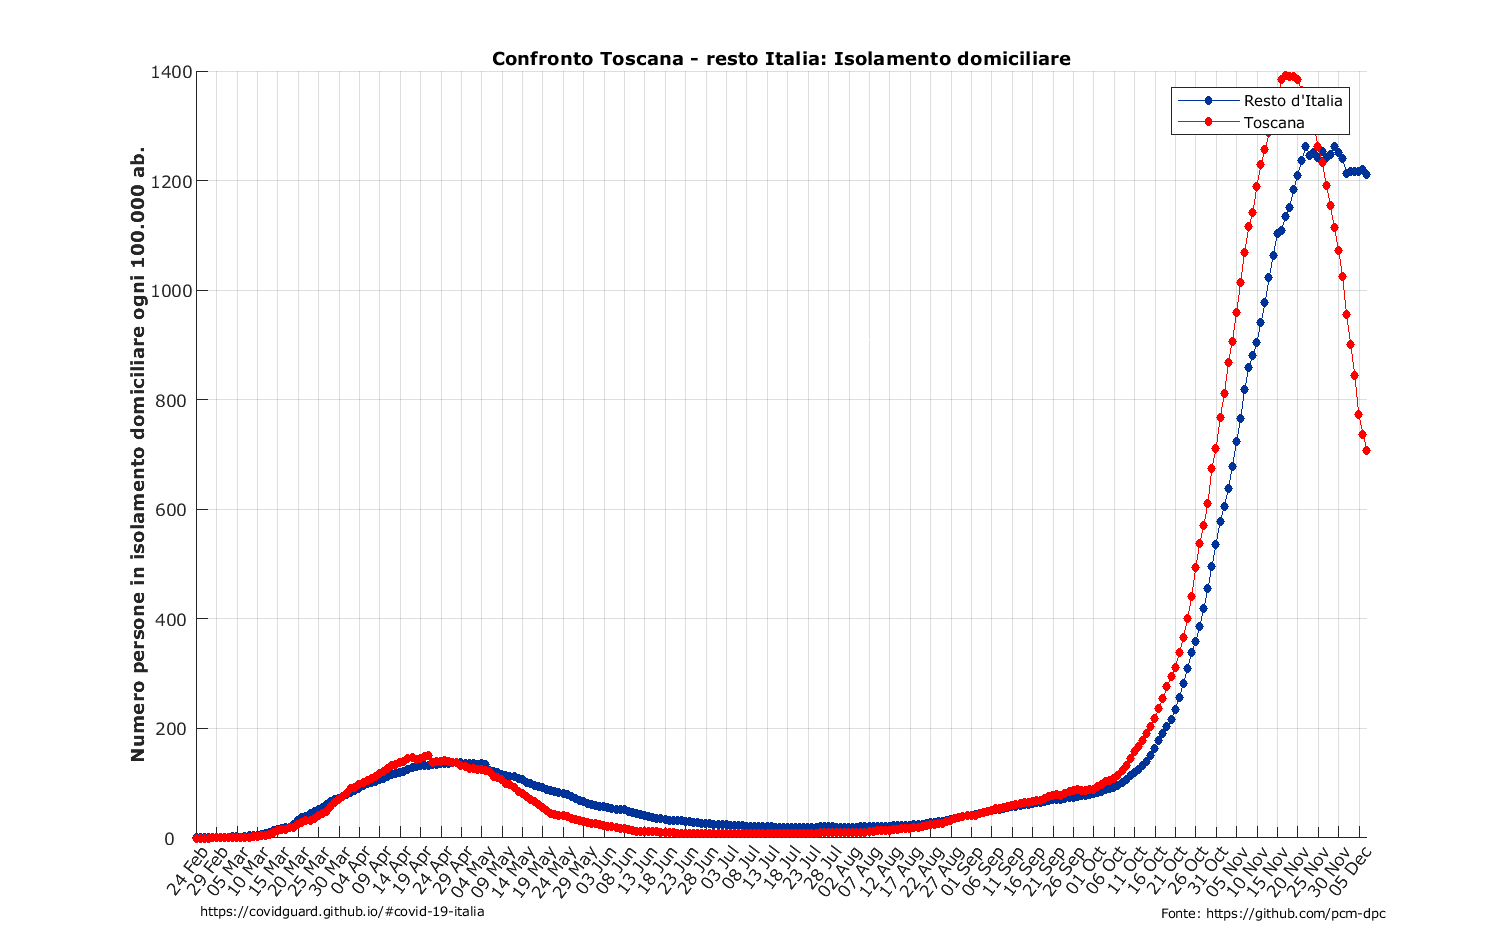 Confronto Toscana - resto Italia: Isolamento domiciliare
Numero persone in isolamento domiciliare ogni 100.000 ab.
1400
1200
1000
800
600
400
200
0
Resto d'Italia
Toscana
24 Feb
29 Feb
05 Mar
10 Mar
15 Mar
20 Mar
25 Mar
30 Mar
04 Apr
09 Apr
14 Apr
19 Apr
24 Apr
29 Apr
04 May
09 May
14 May
19 May
24 May
29 May
03 Jun
08 Jun
13 Jun
18 Jun
23 Jun
28 Jun
03 Jul
08 Jul
13 Jul
18 Jul
23 Jul
28 Jul
02 Aug
07 Aug
12 Aug
17 Aug
22 Aug
27 Aug
01 Sep
06 Sep
11 Sep
16 Sep
21 Sep
26 Sep
01 Oct
06 Oct
11 Oct
16 Oct
21 Oct
26 Oct
31 Oct
05 Nov
10 Nov
15 Nov
20 Nov
25 Nov
30 Nov
05 Dec
https://covidguard.github.io/#covid-19-italia
Fonte: https://github.com/pcm-dpc